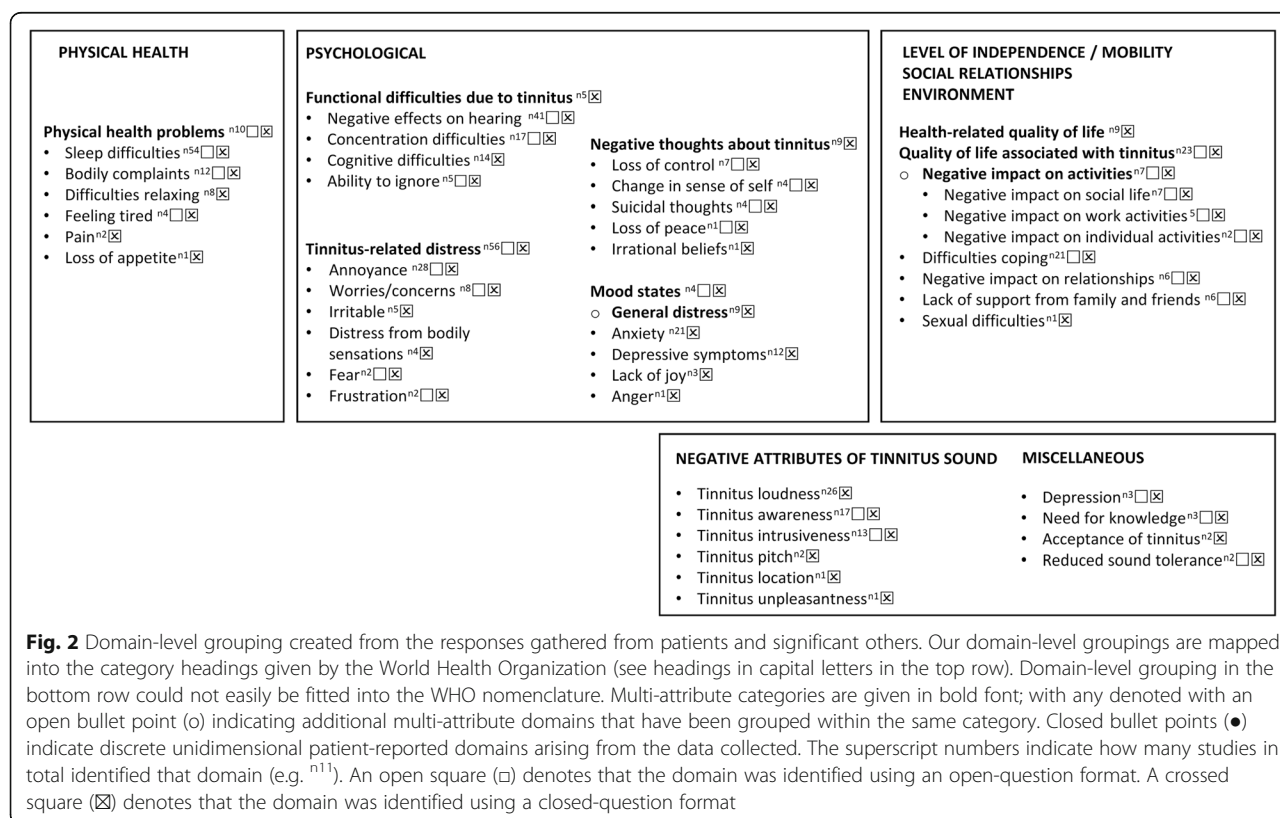 PHYSICAL HEALTH
Physical health problems n10□☒
• Sleep difficulties n54□☒
• Bodily complaints n12□☒
• Difficulties relaxing n8☒
• Feeling tired n4□☒
• Pain n2☒
• Loss of appetite n1☒
PSYCHOLOGICAL
Functional difficulties due to tinnitus n5☒
• Negative effects on hearing n41□☒
• Concentration difficulties n17□☒
• Cognitive difficulties n14☒
• Ability to ignore n5□☒
Tinnitus-related distress n56□☒
• Annoyance n28□☒
• Worries/concerns n8□☒
• Irritable n5☒
• Distress from bodily
sensations n4☒
• Fear n2□☒
• Frustration n2□☒
Negative thoughts about tinnitus n9☒
• Loss of control n7□☒
• Change in sense of self n4□☒
• Suicidal thoughts n4□☒
• Loss of peace n1□☒
• Irrational beliefs n1☒
Mood states n4□☒
o General distress n9☒
• Anxiety n21☒
• Depressive symptoms n12☒
• Lack of joy n3☒
• Anger n1☒
LEVEL OF INDEPENDENCE / MOBILITY
SOCIAL RELATIONSHIPS
ENVIRONMENT
Health-related quality of life n9☒
Quality of life associated with tinnitus n23□☒
o Negative impact on activities n7□☒
• Negative impact on social life n7□☒
• Negative impact on work activities 5□☒
• Negative impact on individual activities n2□☒
• Difficulties coping n21□☒
• Negative impact on relationships n6□☒
• Lack of support from family and friends n6□☒
• Sexual difficulties n1☒
NEGATIVE ATTRIBUTES OF TINNITUS SOUND
• Tinnitus loudness n26☒
• Tinnitus awareness n17□☒
• Tinnitus intrusiveness n13□☒
• Tinnitus pitch n2☒
• Tinnitus location n1☒
• Tinnitus unpleasantness n1☒
MISCELLANEOUS
• Depression n3□☒
• Need for knowledge n3□☒
• Acceptance of tinnitus n2☒
• Reduced sound tolerance n2□☒
Fig. 2 Domain-level grouping created from the responses gathered from patients and significant others. Our domain-level groupings are mapped
into the category headings given by the World Health Organization (see headings in capital letters in the top row). Domain-level grouping in the
bottom row could not easily be fitted into the WHO nomenclature. Multi-attribute categories are given in bold font; with any denoted with an
open bullet point (o) indicating additional multi-attribute domains that have been grouped within the same category. Closed bullet points (●)
indicate discrete unidimensional patient-reported domains arising from the data collected. The superscript numbers indicate how many studies in
total identified that domain (e.g. n11). An open square (□) denotes that the domain was identified using an open-question format. A crossed
square (☒) denotes that the domain was identified using a closed-question format